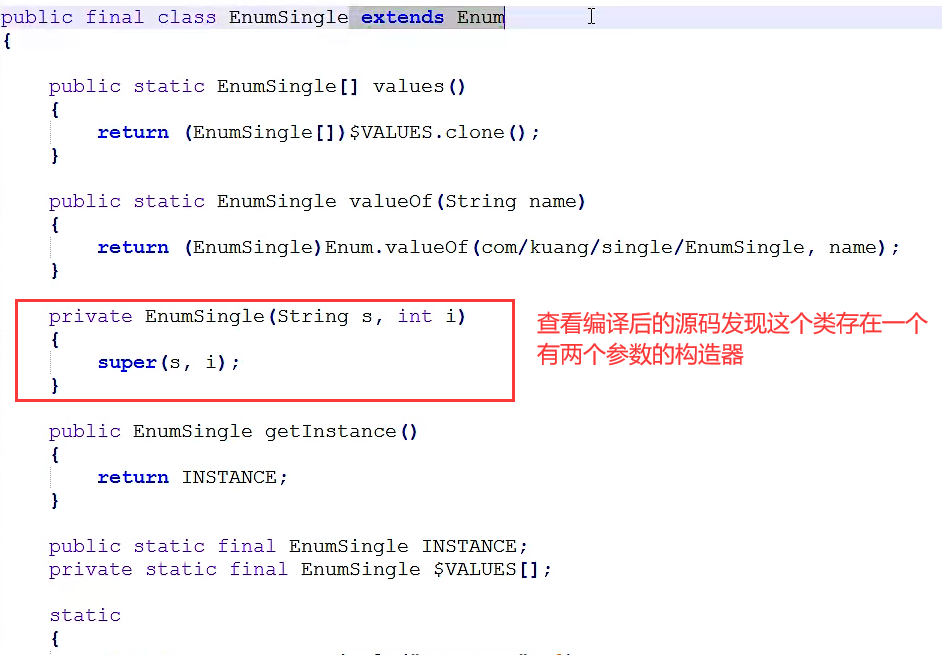 public final class EnumSingle extends Enum
{
public static EnumSingle[] values()
{
return (EnumSingle[])$VALUES.clone();
}
public static EnumSingle valueOf(String name)
{
return (EnumSingle)Enum.valueOf(com/kuang/single/EnumSingle, name);
}
private EnumSingle(String s, int i)
{
super(s, i);
}
查看编译后的源码发现这个类存在一个
有两个参数的构造器
public EnumSingle getInstance()
{
return INSTANCE;
}
public static final EnumSingle INSTANCE;
private static final EnumSingle $VALUES[];
static
{